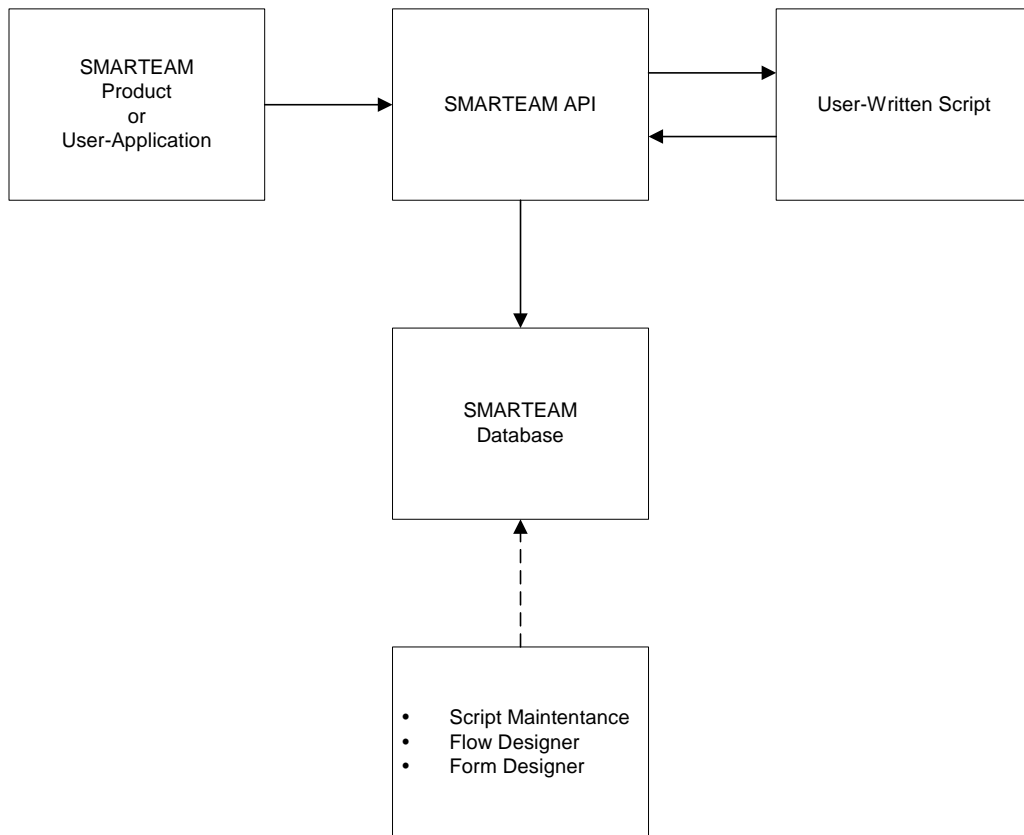 SMARTEAM
Product
or
User-Application
SMARTEAM API
User-Written Script
SMARTEAM
Database
• Script Maintentance
• Flow Designer
• Form Designer